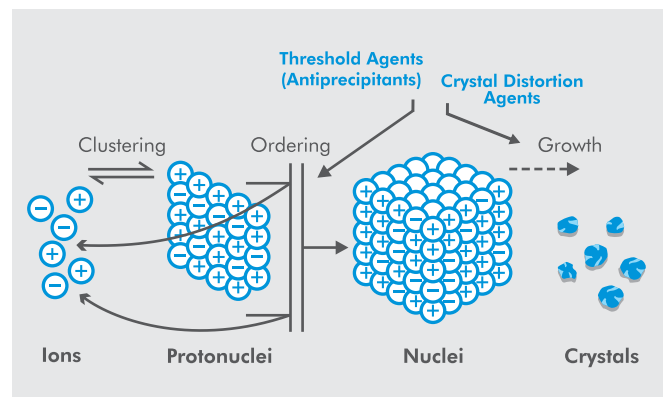 Threshold Agents
(Antiprecipitants)
Crystal Distortion
Agents
Clustering
Ordering
Growth
Ions
Protonuclei
Nuclei
Crystals